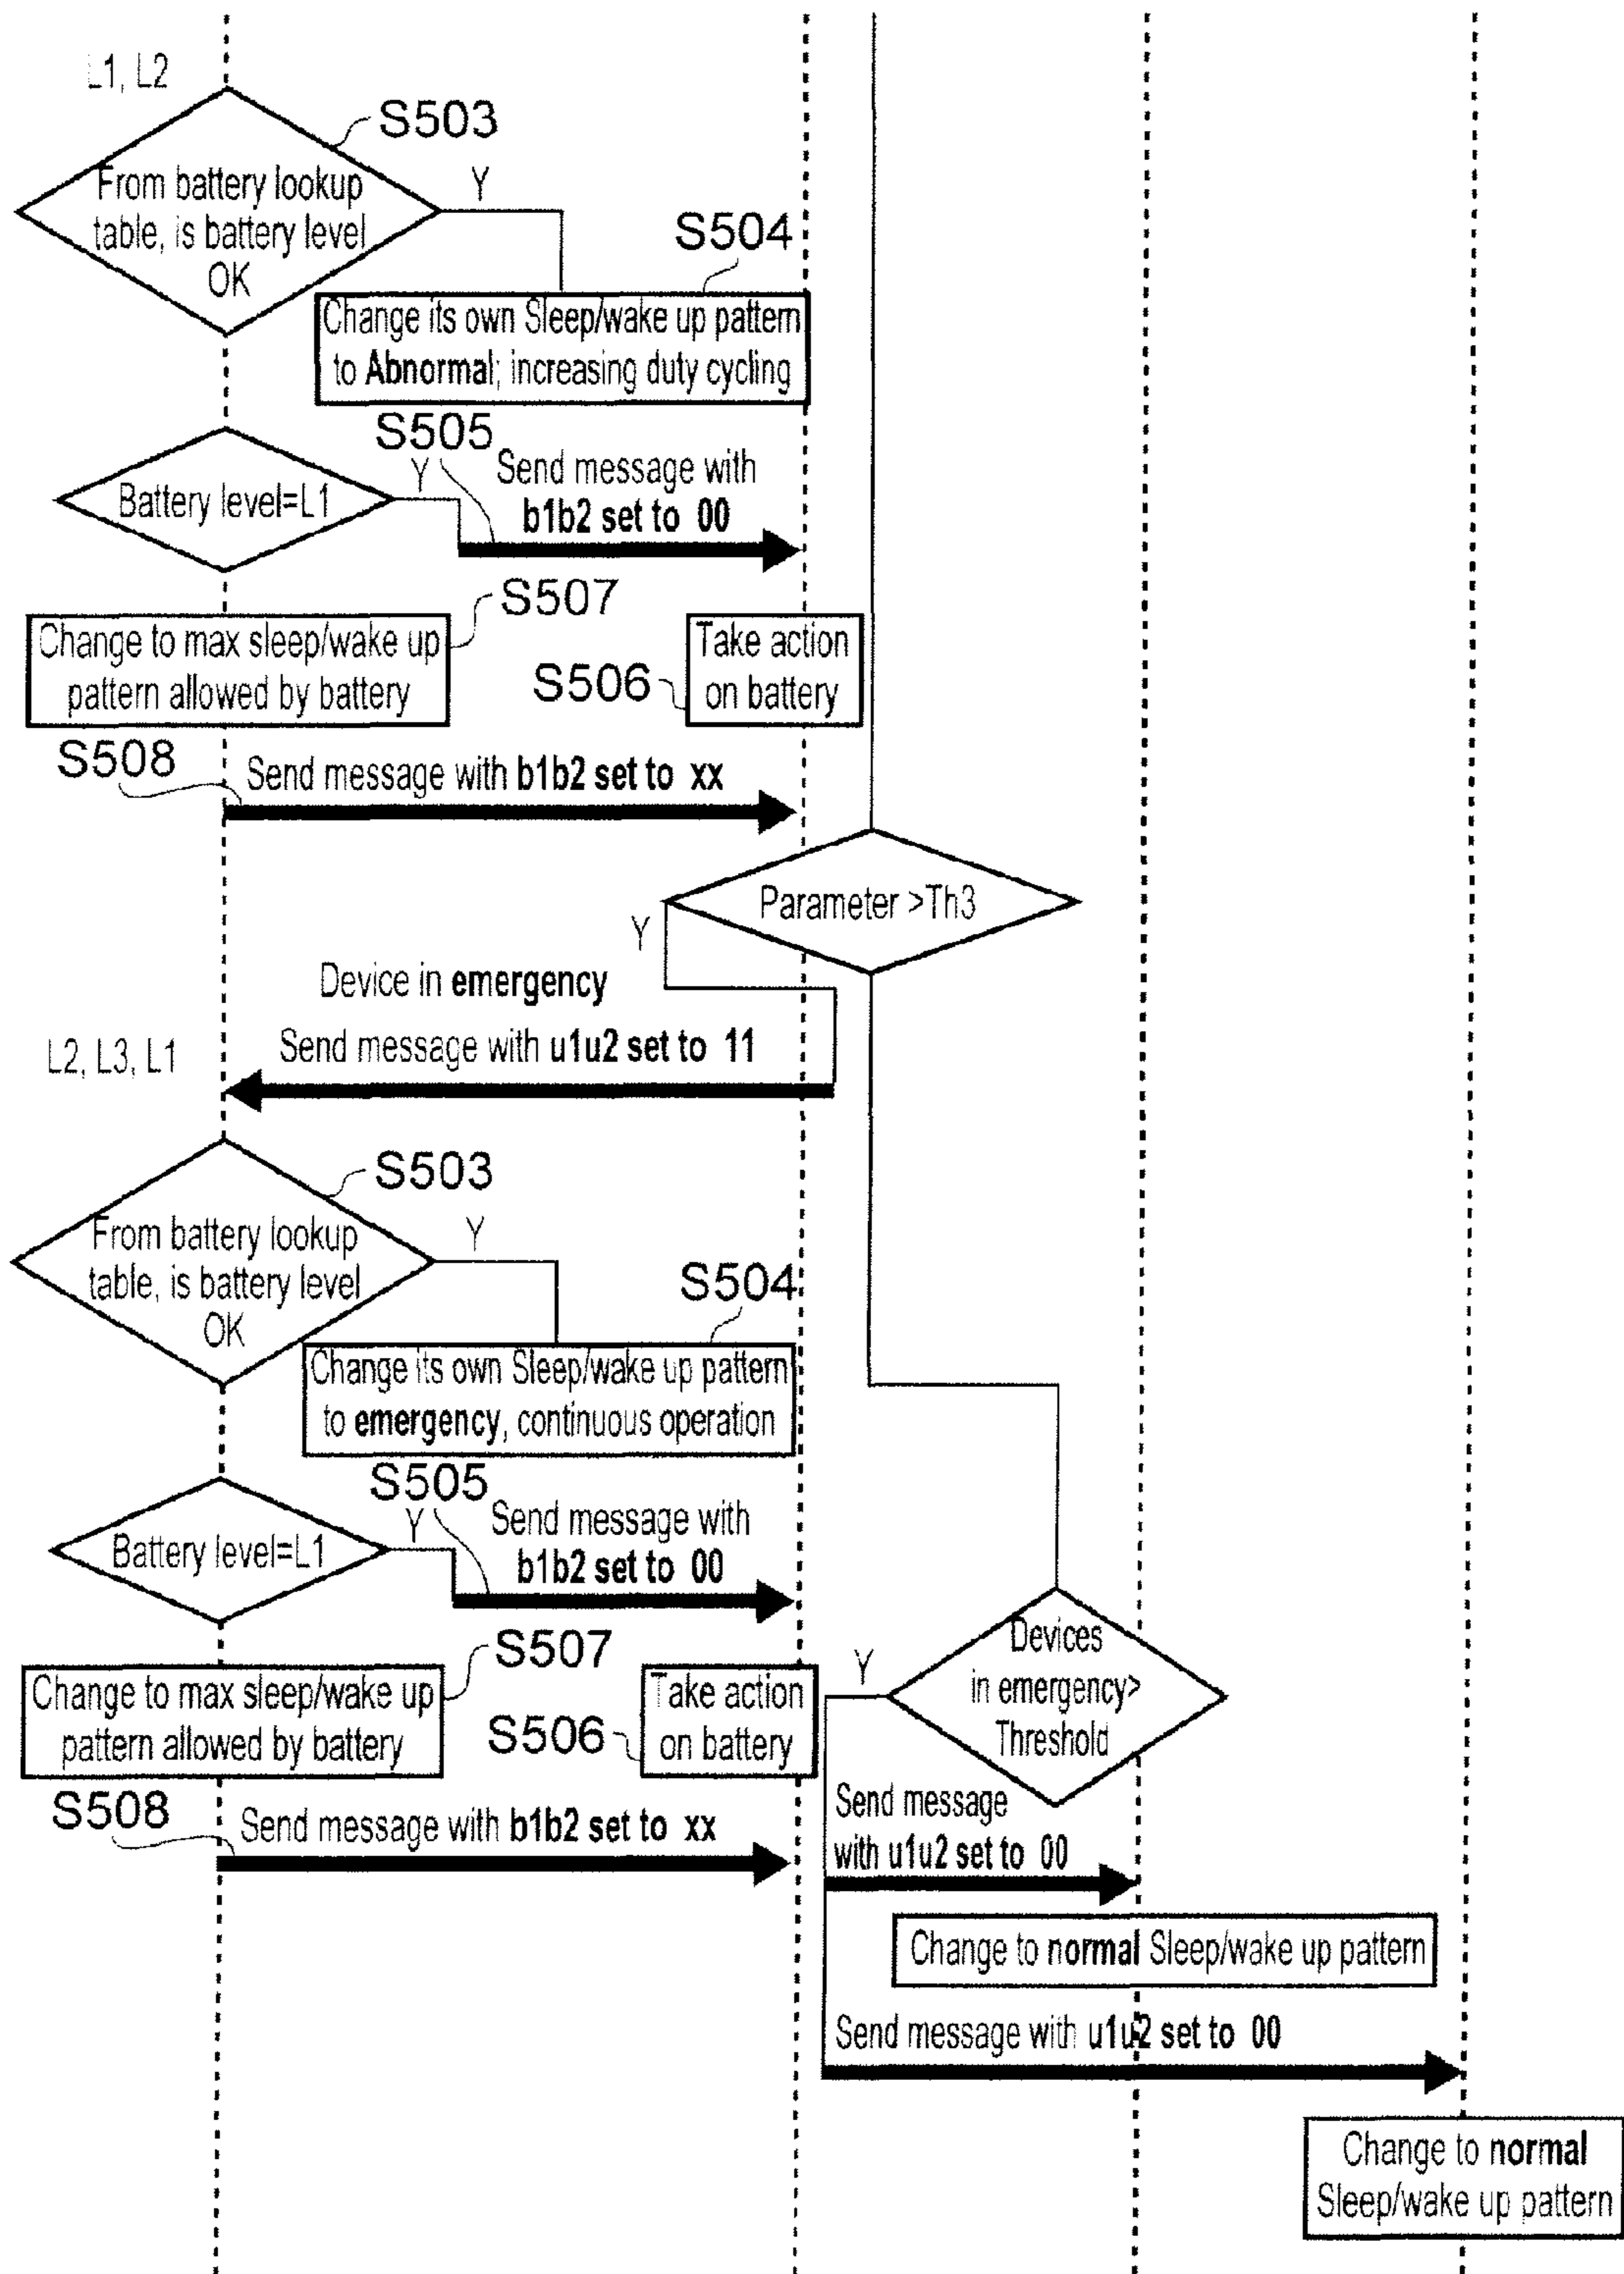 L1, L2
S503
From battery lookup
table, is battery level
OK
Y
S504
Change its own Sleep/wake up pattern
to Abnormal; increasing duty cycling
S505
Battery level=L1
Y
Send message with
b1b2 set to 00
S507
Change to max sleep/wake up
pattern allowed by battery
S506
Take action
on battery
S508
Send message with b1b2 set to xx
Parameter >Th3
Y
Device in emergency
L2, L3, L1
Send message with u1u2 set to 11
S503
From battery lookup
table, is battery level
OK
Y
S504
Change its own Sleep/wake up pattern
to emergency, continuous operation
S505
Battery level=L1
Y
Send message with
b1b2 set to 00
S507
Change to max sleep/wake up
pattern allowed by battery
S506
Take action
on battery
Y
Devices
in emergency>
Threshold
S508
Send message with b1b2 set to xx
Send message
with u1u2 set to 00
Change to normal Sleep/wake up pattern
Send message with u1u2 set to 00
Change to normal
Sleep/wake up pattern